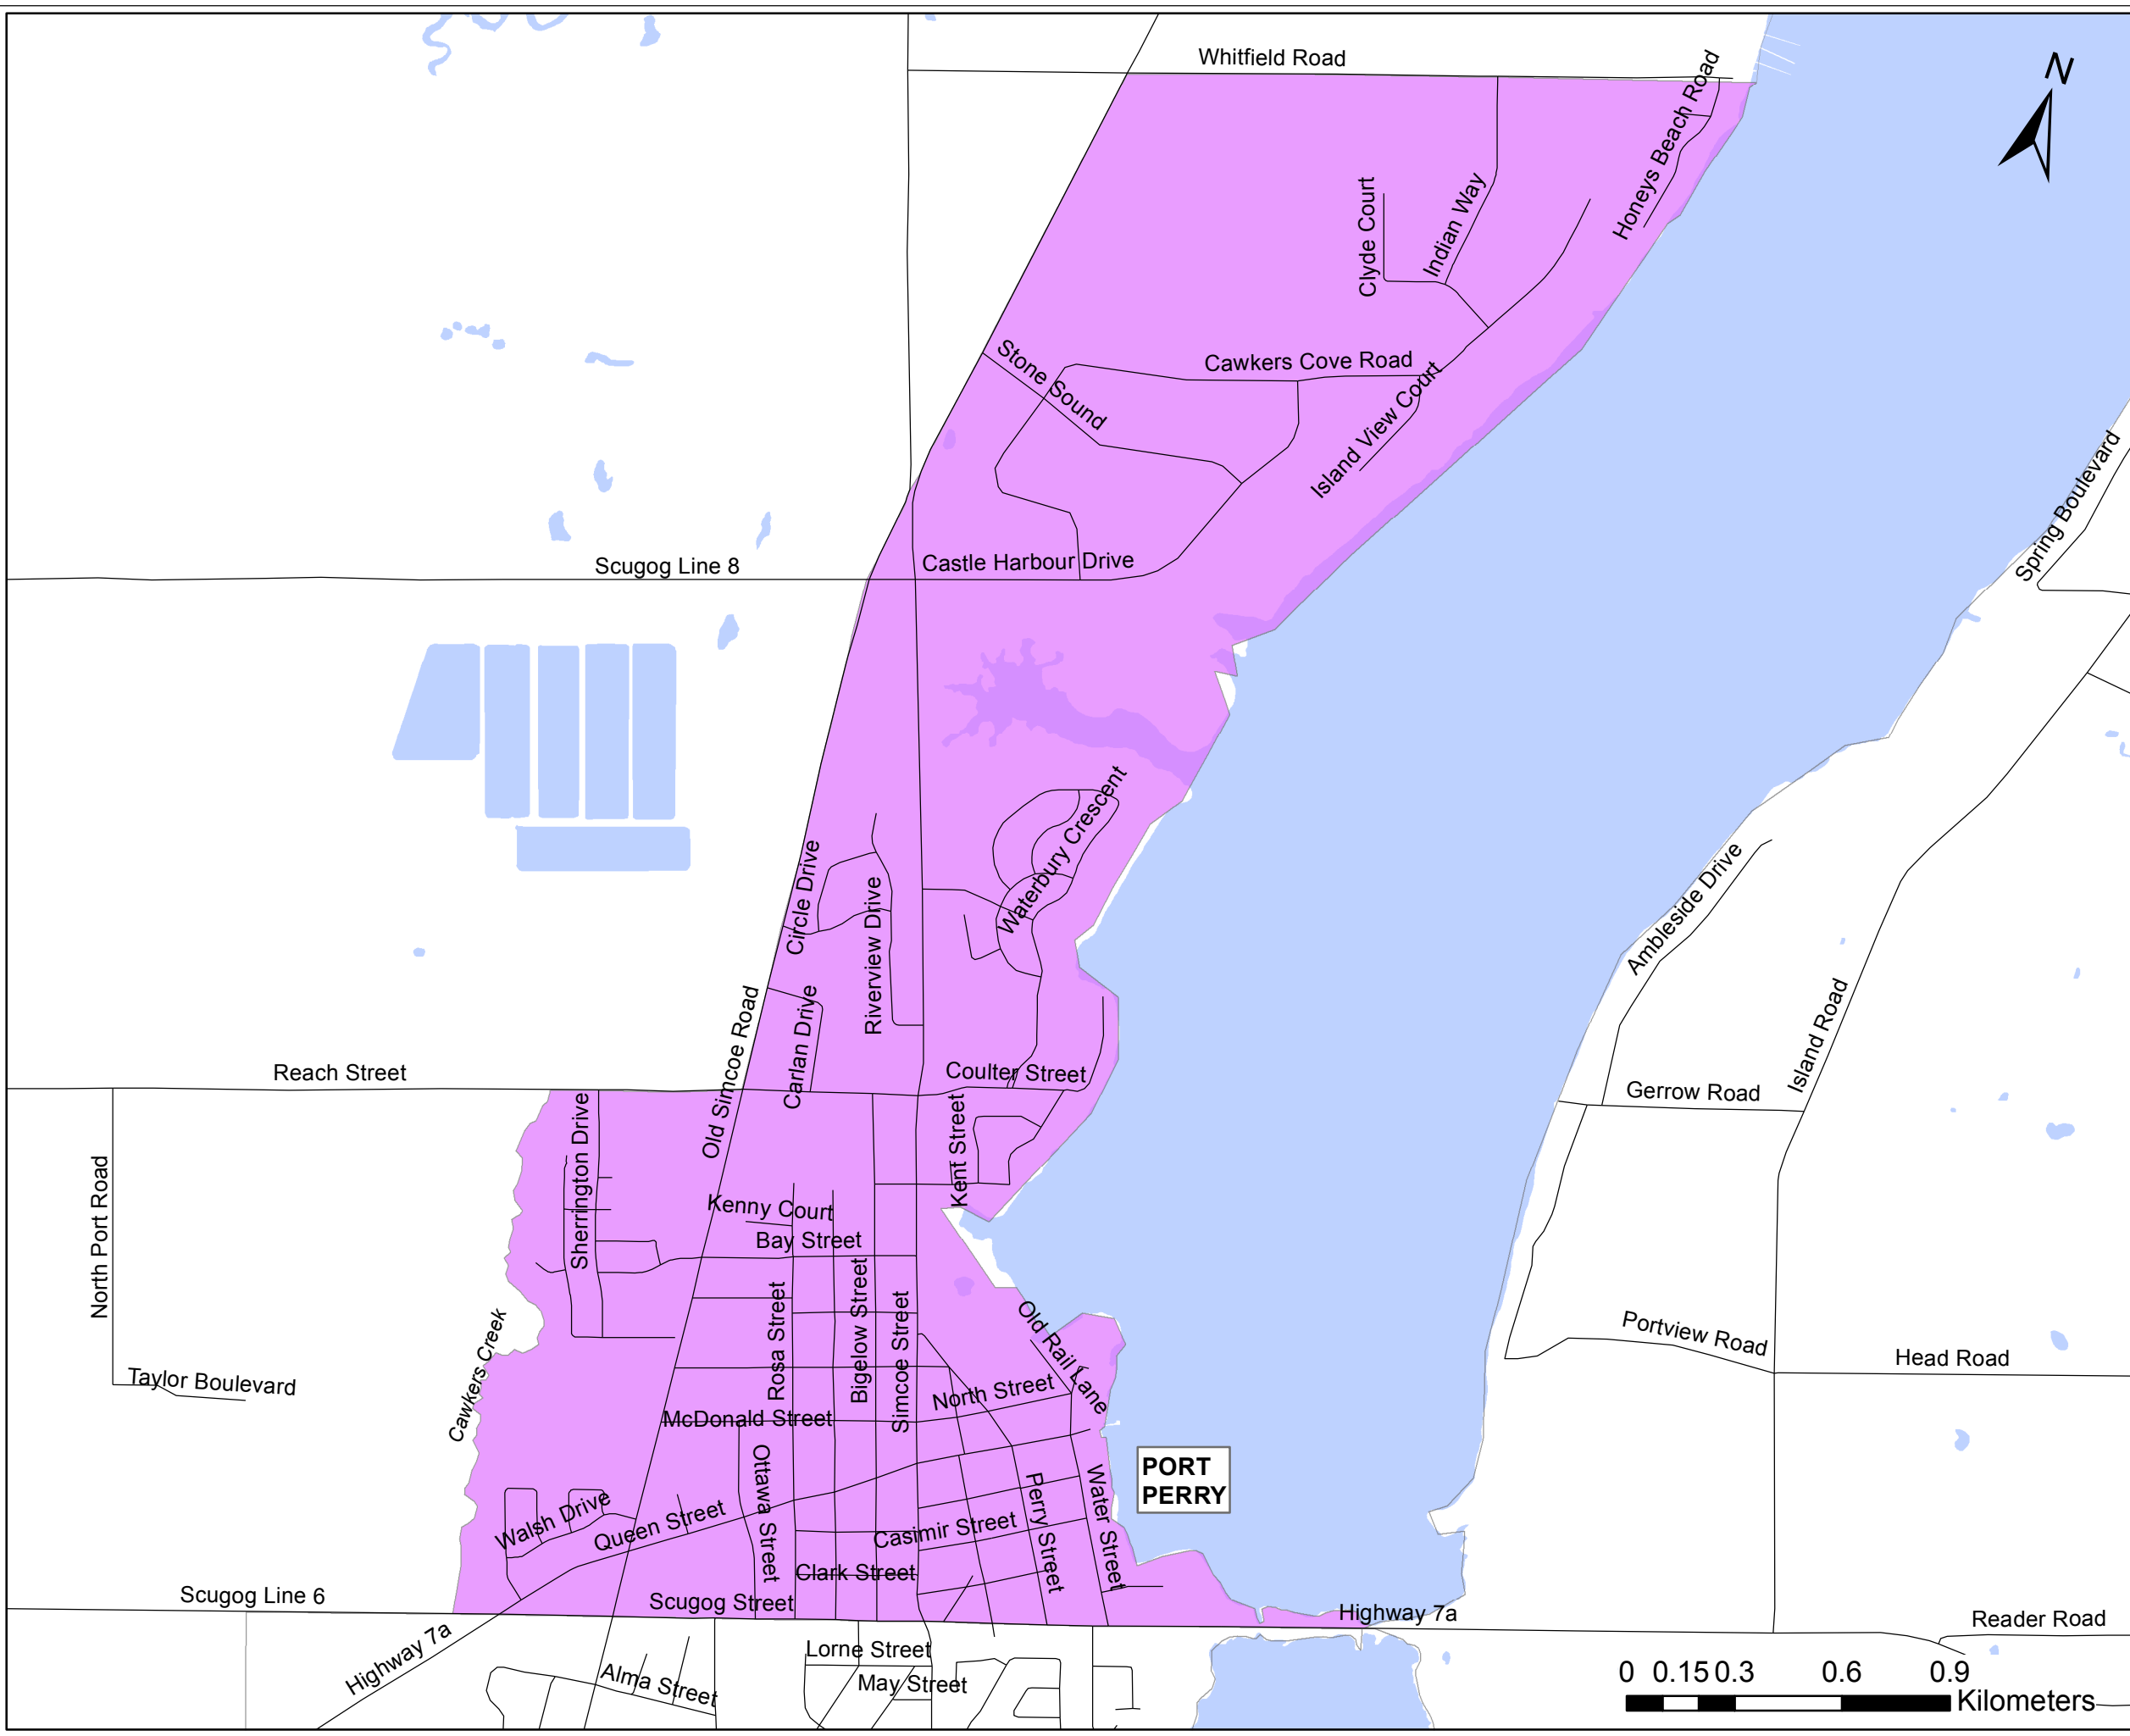 Whitfield Road
N
Honeys Beach Road
Clyde Court
Indian Way
Stone Sound
Cawkers Cove Road
Island View Court
Spring Boulevard
Scugog Line 8
Castle Harbour Drive
Waterbury Crescent
Circle Drive
Riverview Drive
Ambleside Drive
Carlan Drive
Old Simcoe Road
Island Road
Reach Street
Coulter Street
Gerrow Road
Sherrington Drive
Kent Street
North Port Road
Kenny Court
Bay Street
Rosa Street
Bigelow Street
Simcoe Street
Old Rail Lane
Cawkers Creek
Portview Road
Head Road
Taylor Boulevard
North Street
McDonald Street
Ottawa Street
PORT
PERRY
Perry Street
Water Street
Walsh Drive
Queen Street
Casimir Street
Clark Street
Scugog Line 6
Scugog Street
Highway 7a
Reader Road
Highway 7a
Lorne Street
Alma Street
May Street
0 0.15 0.3 0.6 0.9
Kilometers